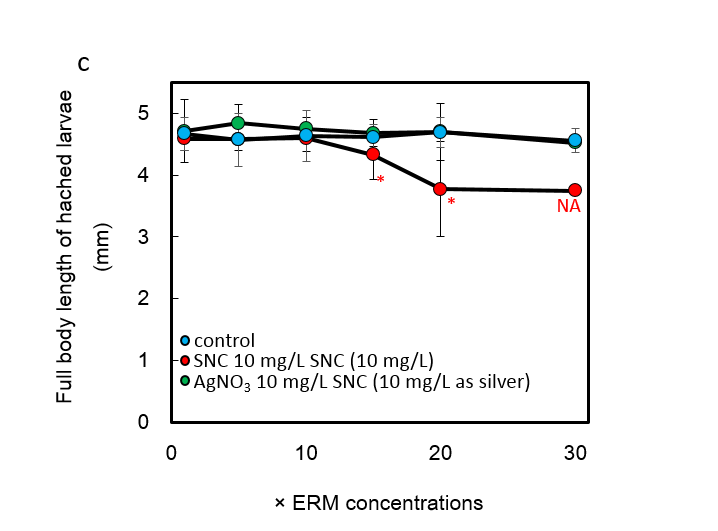 c
Full body length of hached larvae
(mm)
5
4
3
2
1
0
*
*
NA
control
SNC 10 mg/L SNC (10 mg/L)
AgNO₃ 10 mg/L SNC (10 mg/L as silver)
0 10 20 30
× ERM concentrations